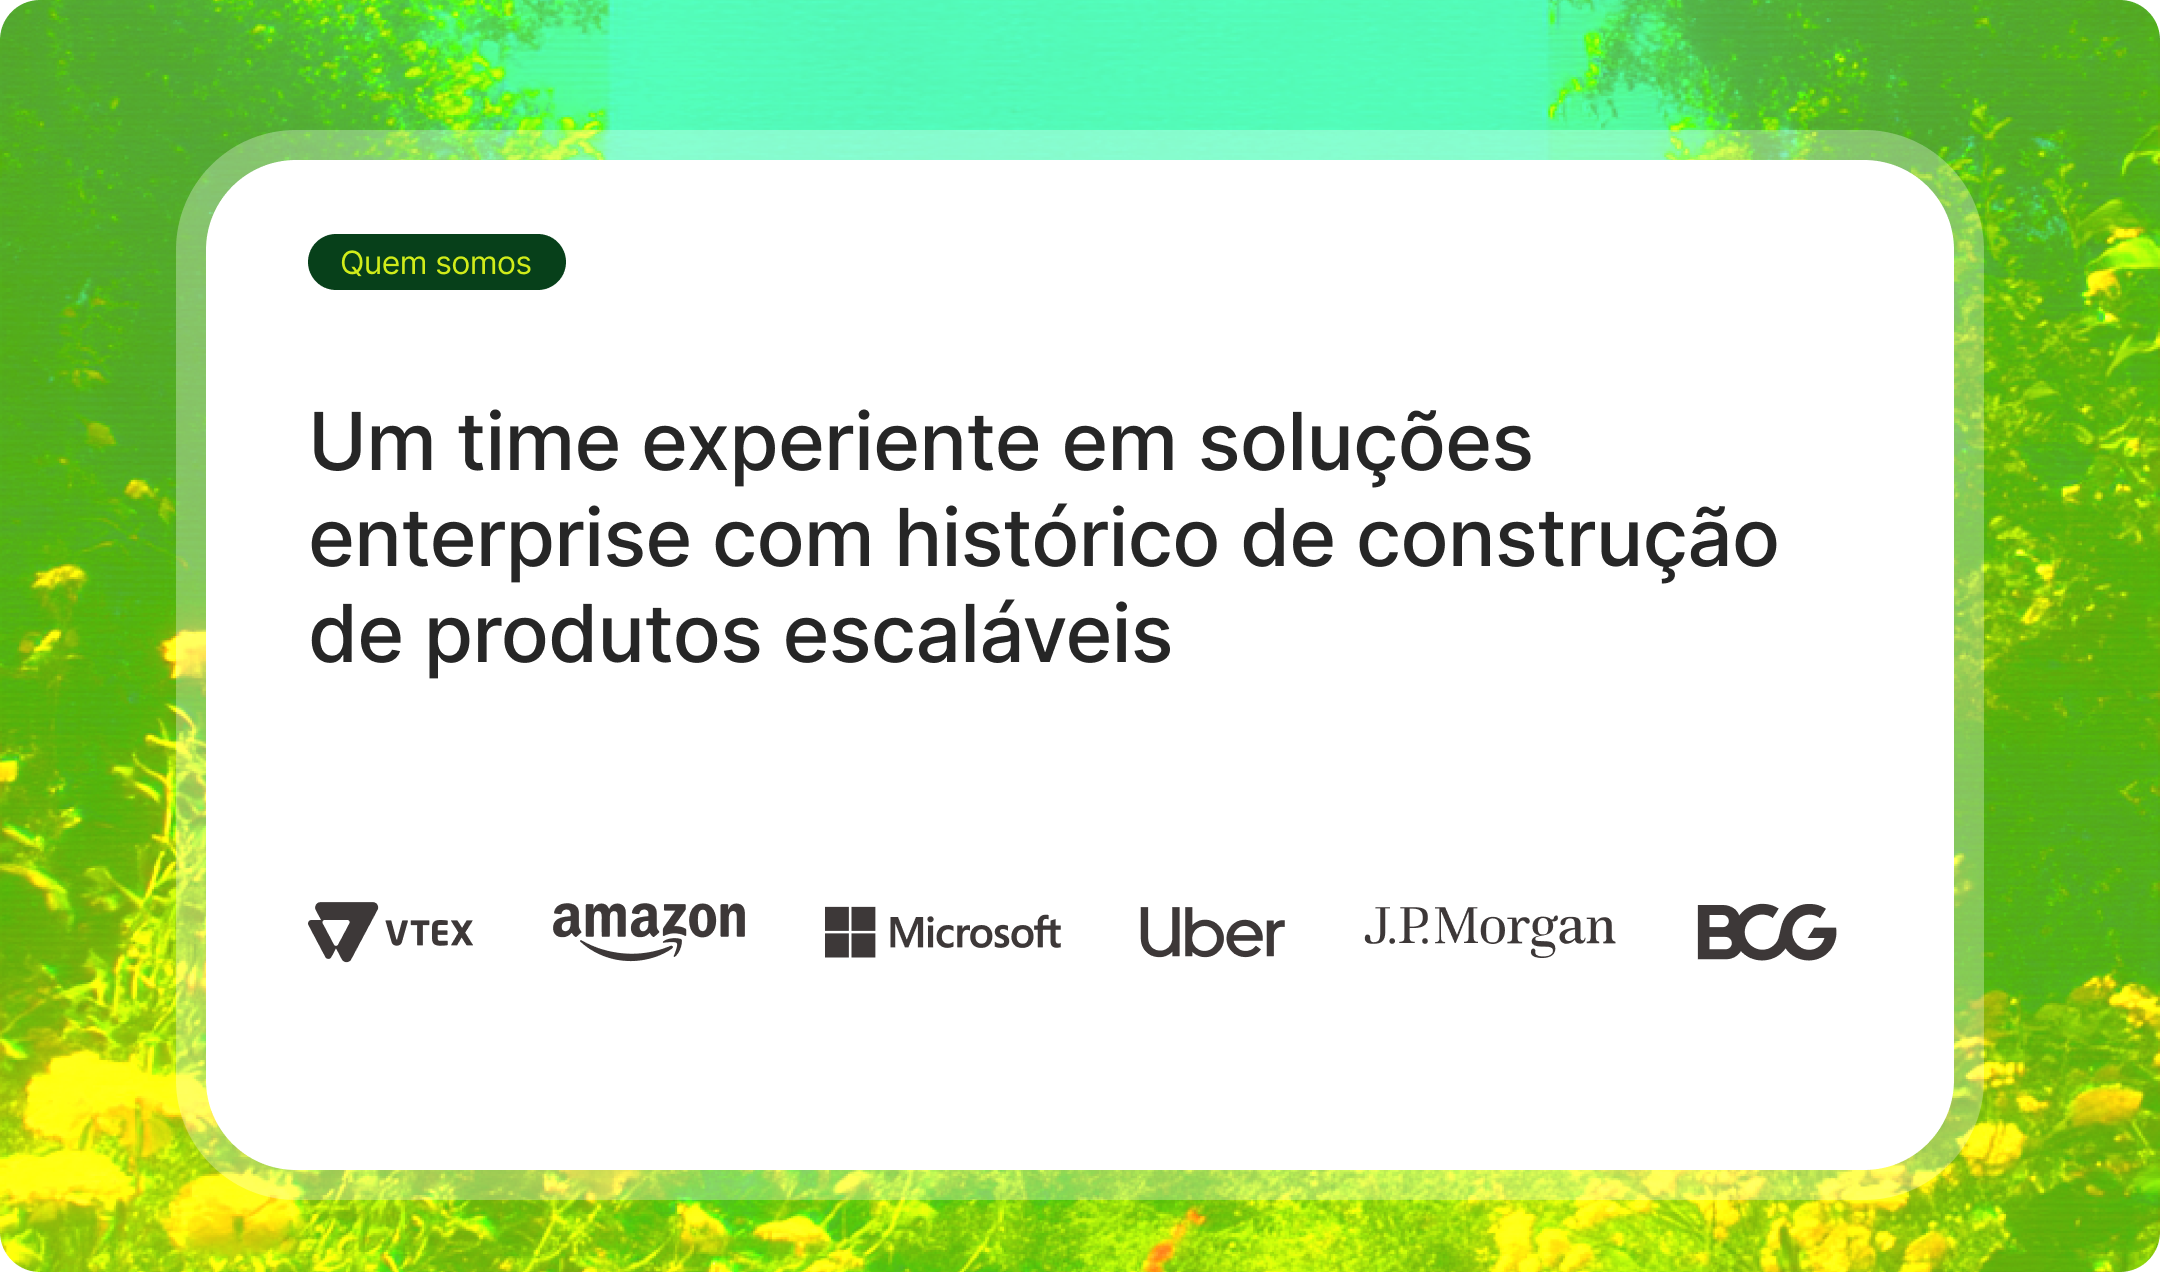 Quem somos
Um time experiente em soluções
enterprise com histórico de construção
de produtos escaláveis
VTEX amazon Microsoft Uber J.P.Morgan BCG